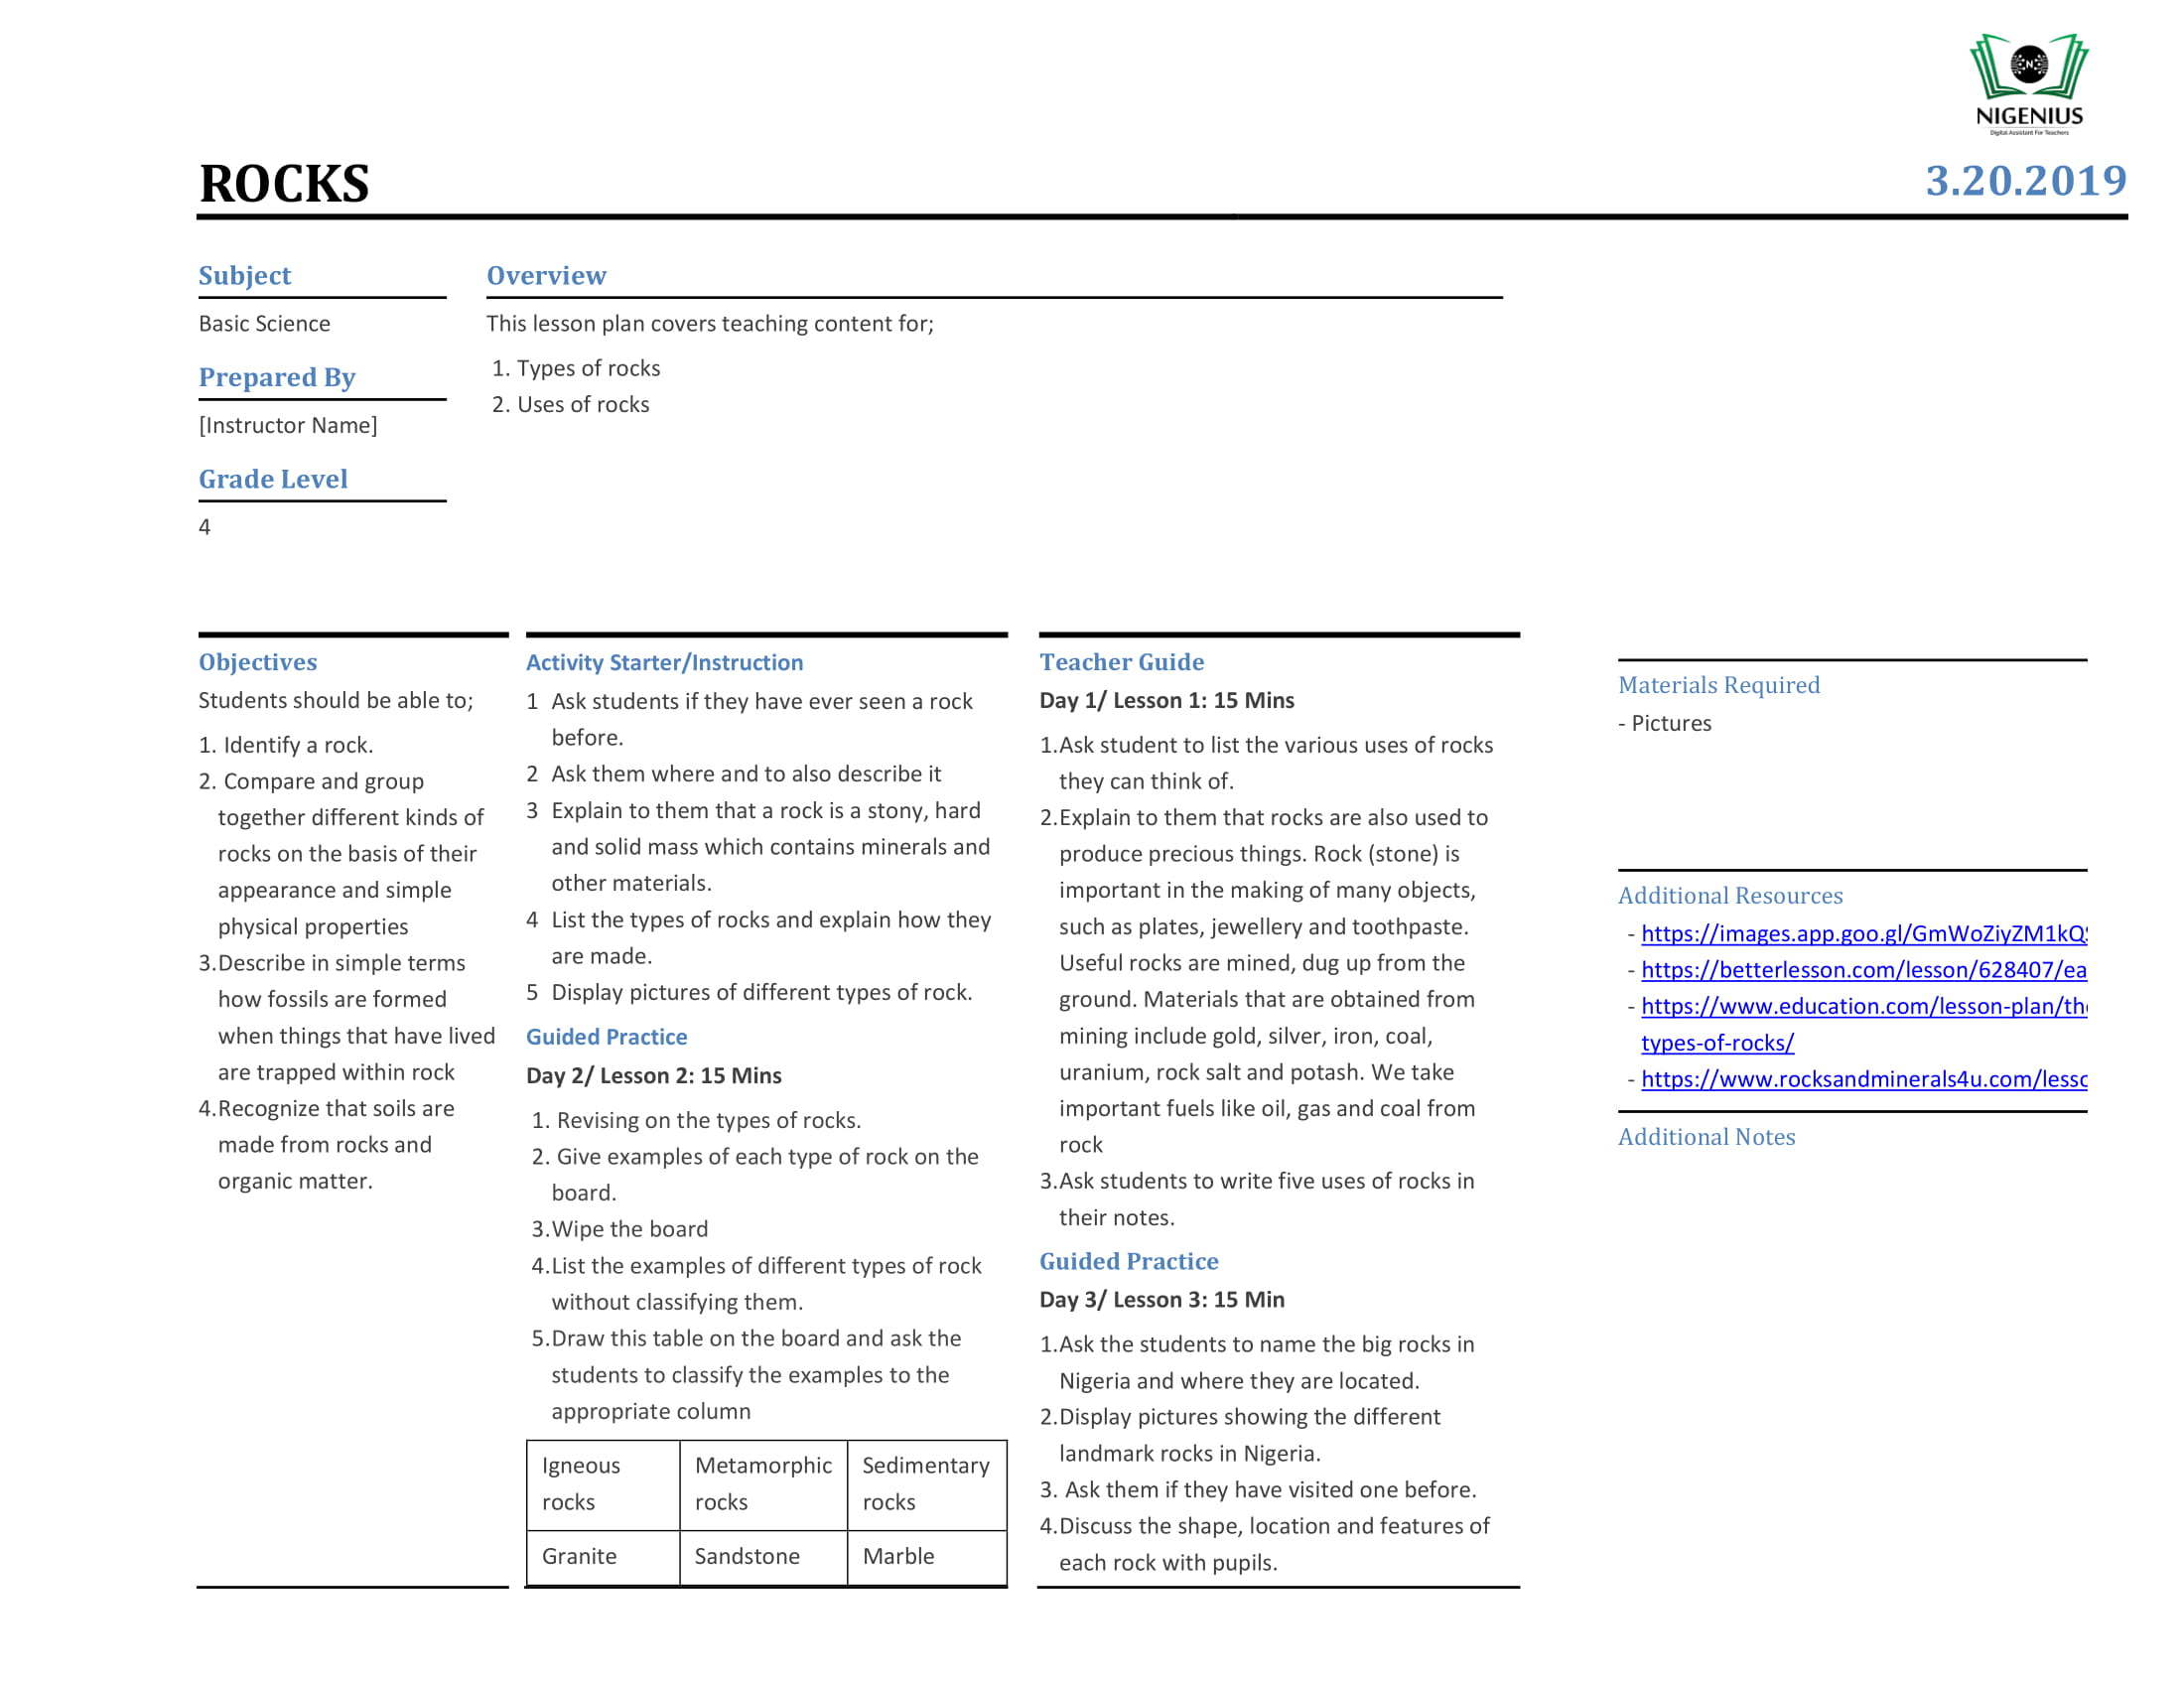 NIGENIUS
Digital Assistant For Teachers
ROCKS
3.20.2019
Subject
Basic Science
Prepared By
[Instructor Name]
Grade Level
4
Overview
This lesson plan covers teaching content for;
1. Types of rocks
2. Uses of rocks
Objectives
Students should be able to;
1. Identify a rock.
2. Compare and group
together different kinds of
rocks on the basis of their
appearance and simple
physical properties
3.Describe in simple terms
how fossils are formed
when things that have lived
are trapped within rock
4.Recognize that soils are
made from rocks and
organic matter.
Activity Starter/Instruction
1 Ask students if they have ever seen a rock
before.
2 Ask them where and to also describe it
3 Explain to them that a rock is a stony, hard
and solid mass which contains minerals and
other materials.
4 List the types of rocks and explain how they
are made.
5 Display pictures of different types of rock.
Guided Practice
Day 2/ Lesson 2: 15 Mins
1. Revising on the types of rocks.
2. Give examples of each type of rock on the
board.
3.Wipe the board
4.List the examples of different types of rock
without classifying them.
5.Draw this table on the board and ask the
students to classify the examples to the
appropriate column
Igneous
rocks
Metamorphic
rocks
Sedimentary
rocks
Granite
Sandstone
Marble
Teacher Guide
Day 1/ Lesson 1: 15 Mins
1.Ask student to list the various uses of rocks
they can think of.
2.Explain to them that rocks are also used to
produce precious things. Rock (stone) is
important in the making of many objects,
such as plates, jewellery and toothpaste.
Useful rocks are mined, dug up from the
ground. Materials that are obtained from
mining include gold, silver, iron, coal,
uranium, rock salt and potash. We take
important fuels like oil, gas and coal from
rock
3.Ask students to write five uses of rocks in
their notes.
Guided Practice
Day 3/ Lesson 3: 15 Min
1.Ask the students to name the big rocks in
Nigeria and where they are located.
2.Display pictures showing the different
landmark rocks in Nigeria.
3. Ask them if they have visited one before.
4.Discuss the shape, location and features of
each rock with pupils.
Materials Required
- Pictures
Additional Resources
- https://images.app.goo.gl/GmWoZiyZM1kQ
- https://betterlesson.com/lesson/628407/ea
- https://www.education.com/lesson-plan/th
types-of-rocks/
- https://www.rocksandminerals4u.com/less
Additional Notes